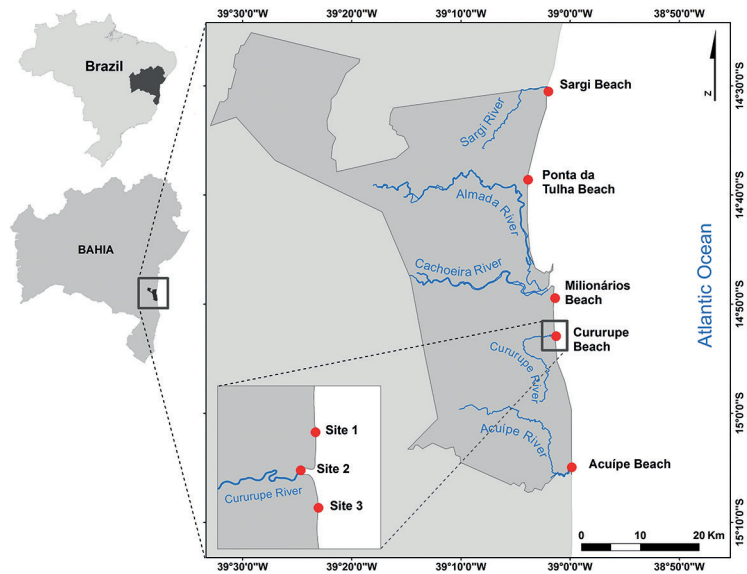 39°30'0"W
39°20'0"W
39°10'0"W
39°0'0"W
38°50'0"W
Brazil
BAHIA
Sargi River
Sargi Beach
Ponta da
Tulha Beach
Almada River
Cachoeira River
Milionários
Beach
Cururupe
Beach
Cururupe River
Acuípe River
Acuípe Beach
Site 1
Site 2
Cururupe River
Site 3
Atlantic Ocean
N
14°30'0"S
14°40'0"S
14°50'0"S
15°0'0"S
15°10'0"S
0 5 10 20 Km
39°30'0"W
39°20'0"W
39°10'0"W
39°0'0"W
38°50'0"W